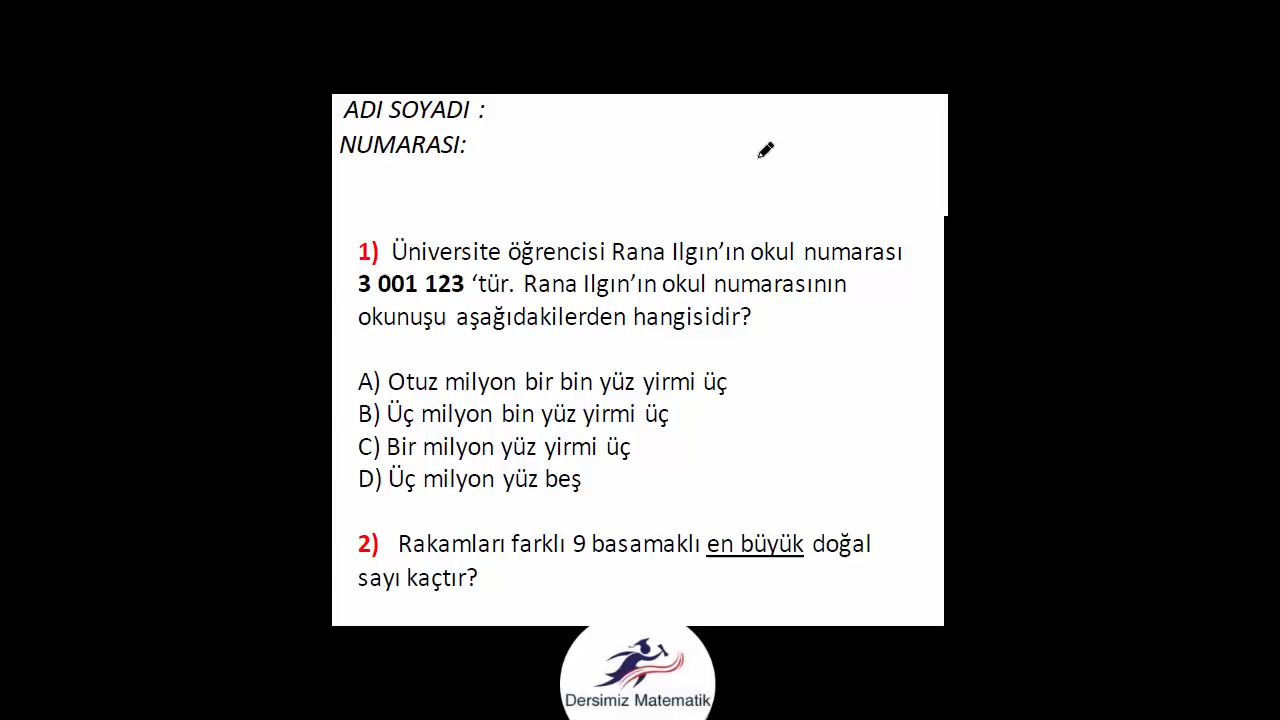 ADI SOYADI :
NUMARASI:
1) Üniversite öğrencisi Rana Ilgın’ın okul numarası
3 001 123 ‘tür. Rana Ilgın’ın okul numarasının
okunuşu aşağıdakilerden hangisidir?
A) Otuz milyon bir bin yüz yirmi üç
B) Üç milyon bin yüz yirmi üç
C) Bir milyon yüz yirmi üç
D) Üç milyon yüz beş
2) Rakamları farklı 9 basamaklı en büyük doğal
sayı kaçtır?
Dersimiz Matematik